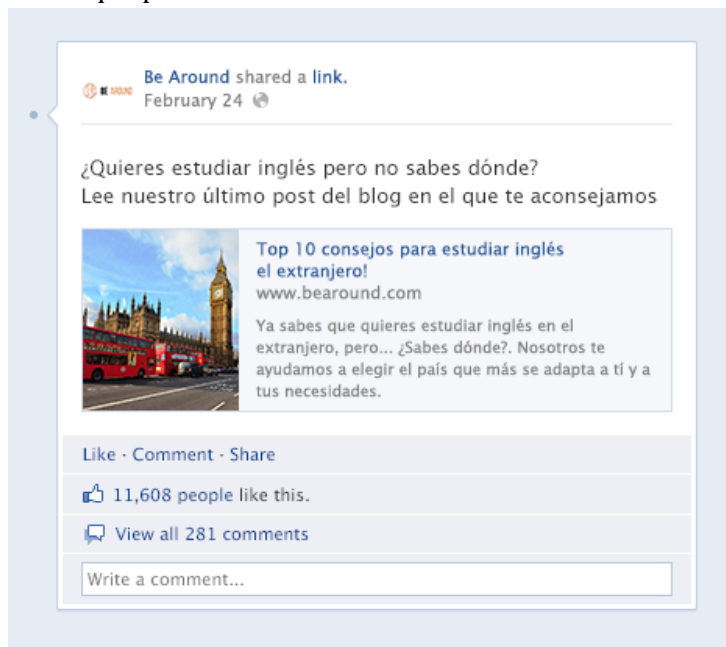 BE AROUND
Be Around shared a link.
February 24
¿Quieres estudiar inglés pero no sabes dónde?
Lee nuestro último post del blog en el que te aconsejamos
Top 10 consejos para estudiar inglés
el extranjero!
www.bearound.com
Ya sabes que quieres estudiar inglés en el
extranjero, pero... ¿Sabes dónde?. Nosotros te
ayudamos a elegir el país que más se adapta a tí y a
tus necesidades.
Like · Comment · Share
11,608 people like this.
View all 281 comments
Write a comment...